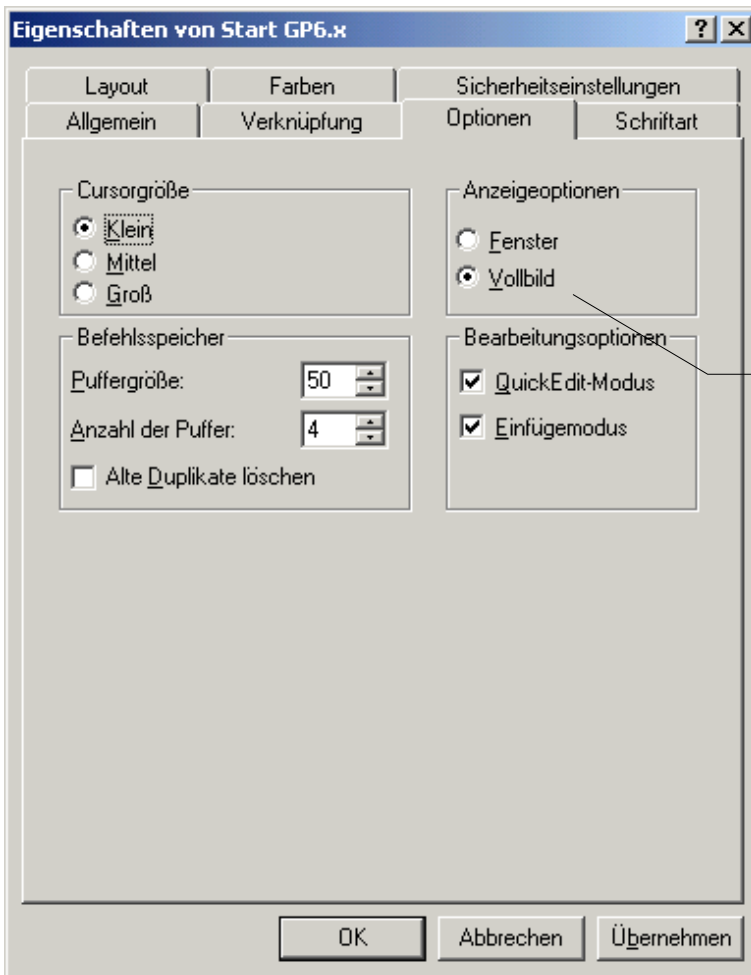 Eigenschaften von Start GP6.x
Layout
Farben
Sicherheitseinstellungen
Allgemein
Verknüpfung
Optionen
Schriftart
Cursorgröße
Klein
Mittel
Groß
Anzeigeoptionen
Fenster
Vollbild
Befehlsspeicher
Puffergröße: 50
Anzahl der Puffer: 4
Alte Duplikate löschen
Bearbeitungsoptionen
QuickEdit-Modus
Einfügemodus
OK
Abbrechen
Übernehmen